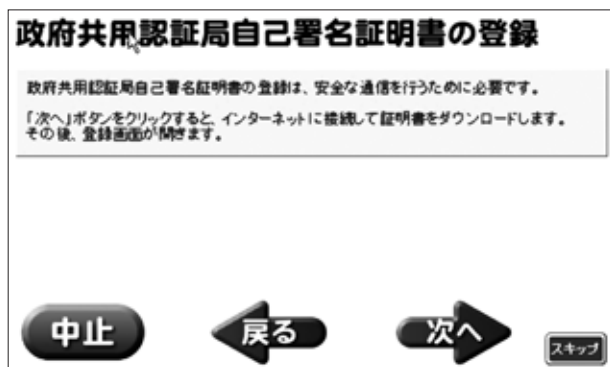 政府共用認証局自己署名証明書の登録
政府共用認証局自己署名証明書の登録は、安全な通信を行うために必要です。
「次へ」ボタンをクリックすると、インターネットに接続して証明書をダウンロードします。
その後、登録画面が開きます。
中止
戻る
次へ
スキップ